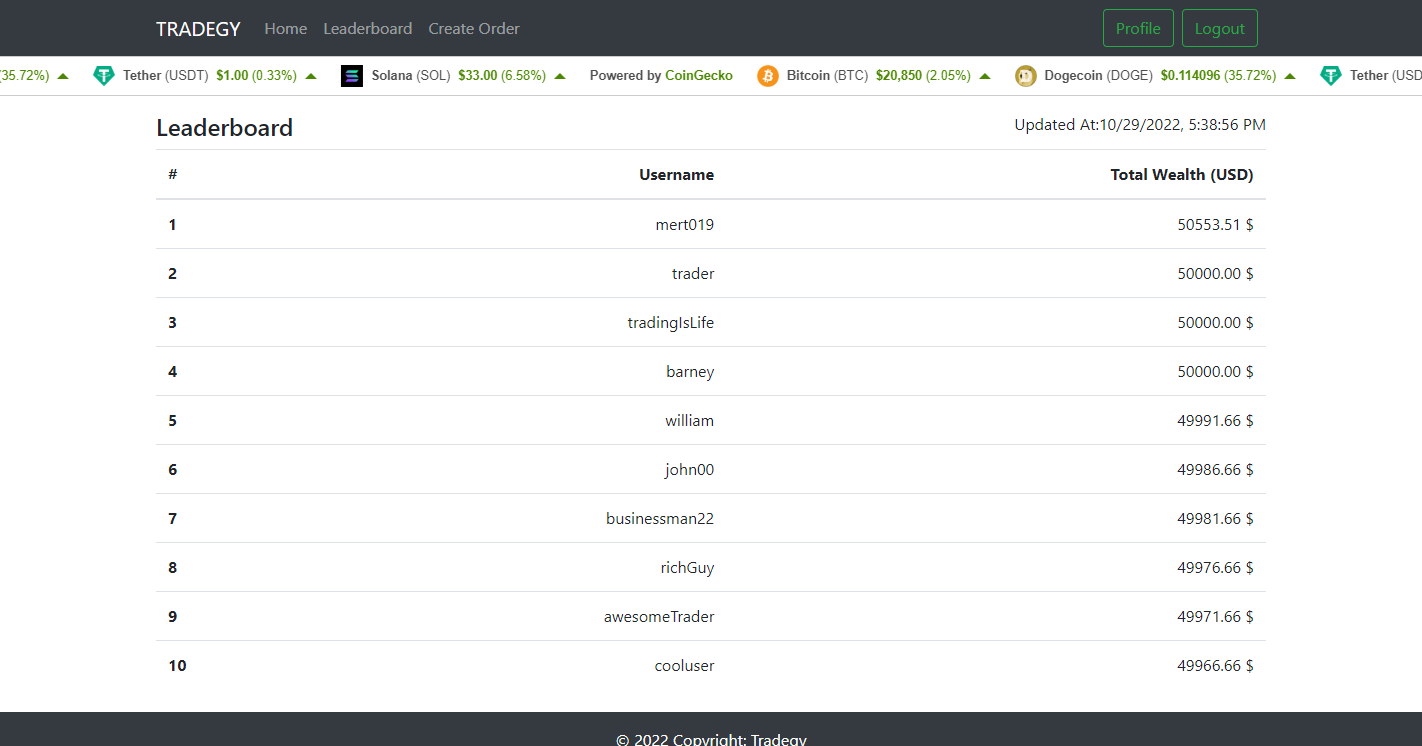 TRADEGY Home Leaderboard Create Order Profile Logout
(35.72%) Tether (USDT) $1.00 (0.33%) Solana (SOL) $33.00 (6.58%) Powered by CoinGecko Bitcoin (BTC) $20,850 (2.05%) Dogecoin (DOGE) $0.114096 (35.72%) Tether (USD
Leaderboard Updated At:10/29/2022, 5:38:56 PM
# Username Total Wealth (USD)
1 mert019 50553.51 $
2 trader 50000.00 $
3 tradingIsLife 50000.00 $
4 barney 50000.00 $
5 william 49991.66 $
6 john00 49986.66 $
7 businessman22 49981.66 $
8 richGuy 49976.66 $
9 awesomeTrader 49971.66 $
10 cooluser 49966.66 $
© 2022 Copyright: Tradegy